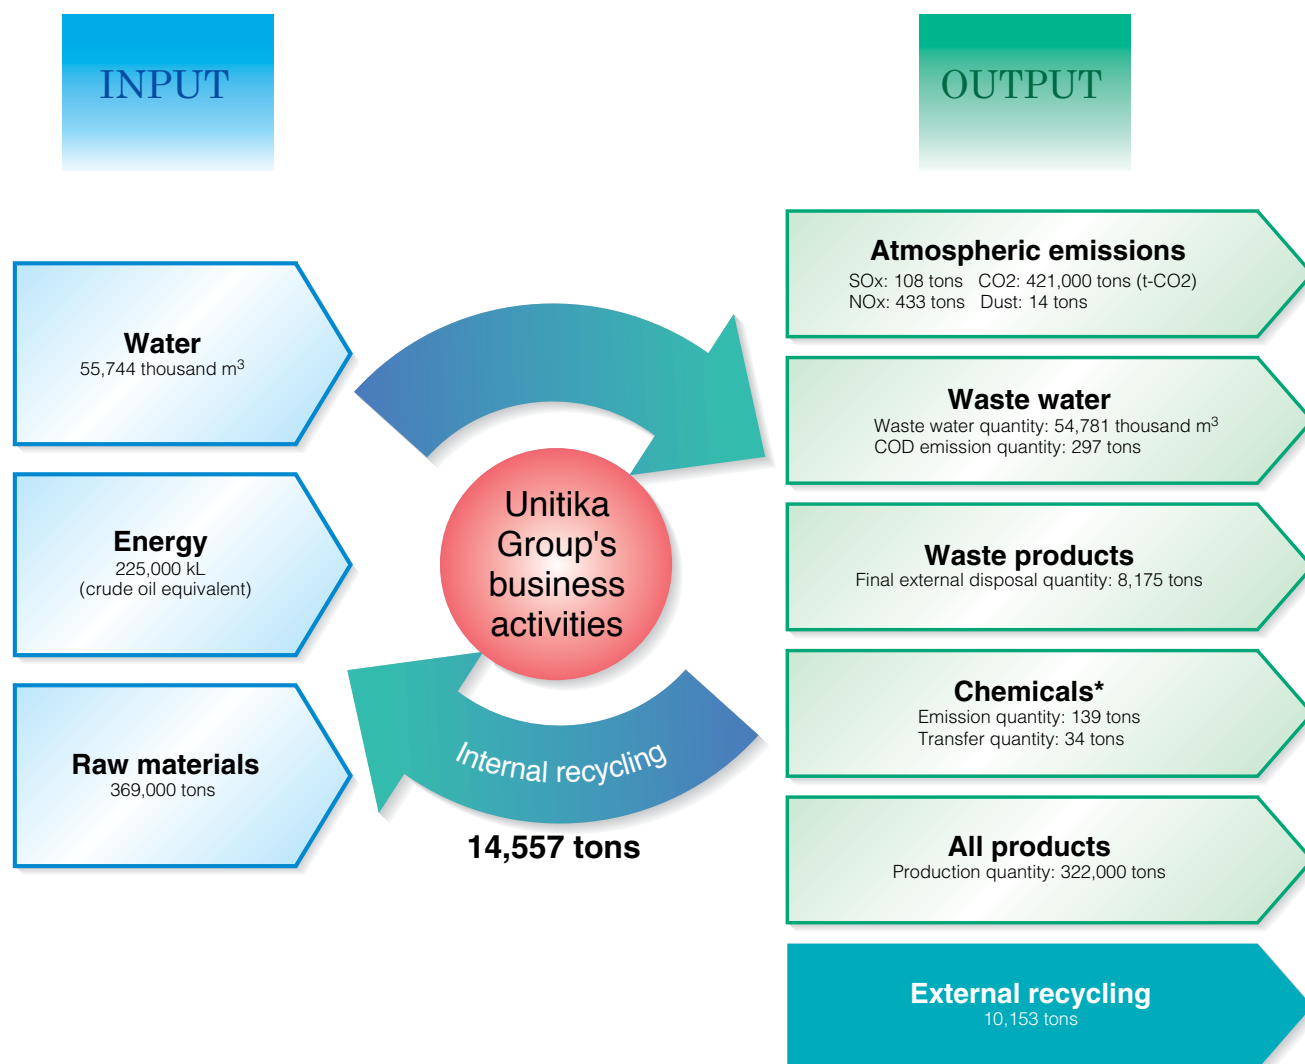 INPUT
OUTPUT
Water
55,744 thousand m³
Energy
225,000 kL
(crude oil equivalent)
Raw materials
369,000 tons
Unitika
Group's
business
activities
Internal recycling
14,557 tons
Atmospheric emissions
SOx: 108 tons CO2: 421,000 tons (t-CO2)
NOx: 433 tons Dust: 14 tons
Waste water
Waste water quantity: 54,781 thousand m³
COD emission quantity: 297 tons
Waste products
Final external disposal quantity: 8,175 tons
Chemicals*
Emission quantity: 139 tons
Transfer quantity: 34 tons
All products
Production quantity: 322,000 tons
External recycling
10,153 tons